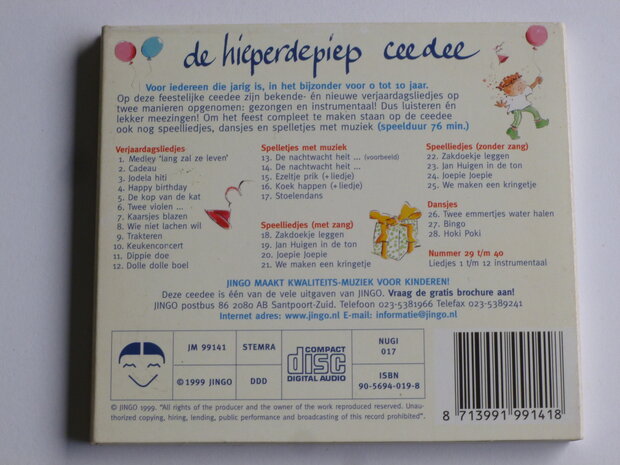 de hieperdepiep ceedee
Voor iedereen die jarig is, in het bijzonder voor 0 tot 10 jaar.
Op deze feestelijke ceedee zijn bekende- én nieuwe verjaardagsliedjes op
twee manieren opgenomen: gezongen en instrumentaal! Dus luisteren én
lekker meezingen! Om het feest compleet te maken staan op de ceedee
ook nog speelliedjes, dansjes en spelletjes met muziek (speelduur 76 min.)
Verjaardagsliedjes
1. Medley 'lang zal ze leven'
2. Cadeau
3. Jodela hiti
4. Happy birthday
5. De kop van de kat
6. Twee violen ...
7. Kaarsjes blazen
8. Wie niet lachen wil
9. Trakteren
10. Keukenconcert
11. Dippie doe
12. Dolle dolle boel
Spelletjes met muziek
13. De nachtwacht heit ... (voorbeeld)
14. De nachtwacht heit ...
15. Ezeltje prik (+ liedje)
16. Koek happen (+ liedje)
17. Stoelendans
Speelliedjes (met zang)
18. Zakdoekje leggen
19. Jan Huigen in de ton
20. Joepie Joepie
21. We maken een kringetje
Speelliedjes (zonder zang)
22. Zakdoekje leggen
23. Jan Huigen in de ton
24. Joepie Joepie
25. We maken een kringetje
Dansjes
26. Twee emmertjes water halen
27. Bingo
28. Hoki Poki
Nummer 29 t/m 40
Liedjes 1 t/m 12 instrumentaal
JINGO MAAKT KWALITEITS-MUZIEK VOOR KINDEREN!
Deze ceedee is één van de vele uitgaven van JINGO. Vraag de gratis brochure aan!
JINGO postbus 86 2080 AB Santpoort-Zuid. Telefoon 023-5381966 Telefax 023-5389241
Internet adres: www.jingo.nl E-mail: informatie@jingo.nl
JM 99141
STEMRA
© 1999 JINGO
DDD
COMPACT
disc
DIGITAL AUDIO
NUGI
017
ISBN
90-5694-019-8
8 713991 991418
© JINGO 1999. "All rights of the producer and the owner of the work reproduced reserved. Unau-
thorized copying, hiring, lending, public performance and broadcasting of this record prohibited".